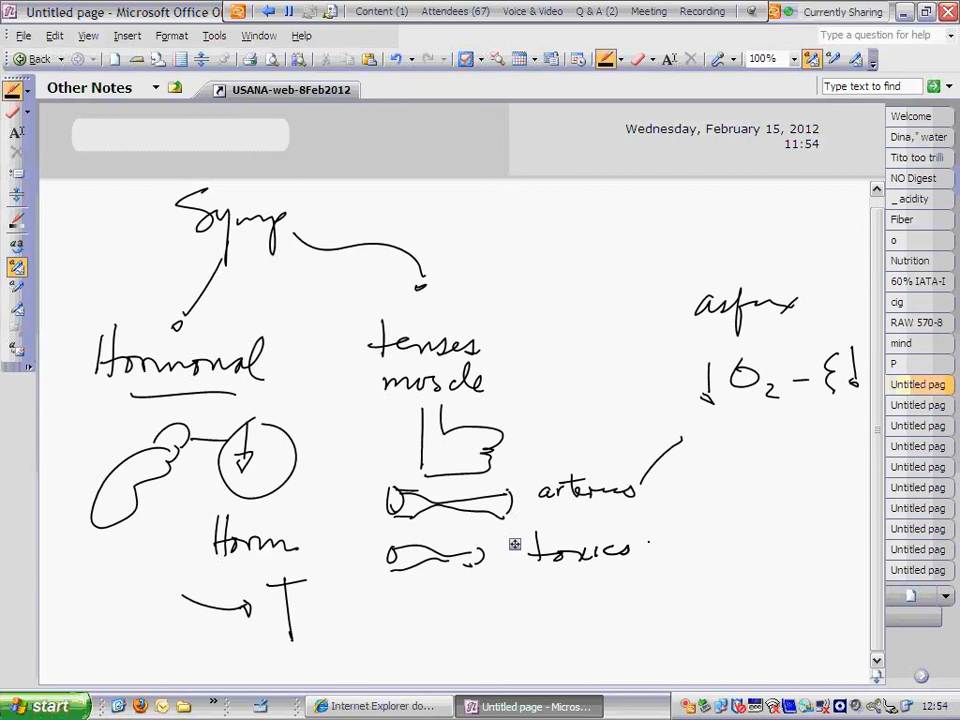 Untitled page - Microsoft Office O
Content (1) Attendees (67) Voice & Video Q & A (2) Meeting Recording Currently Sharing
File Edit View Insert Format Tools Window Help Type a question for help
Back 100%
Other Notes USANA-web-8Feb2012 Type text to find
Wednesday, February 15, 2012
11:54
Welcome
Dina," water
Tito too trilli
NO Digest
_ acidity
Fiber
o
Nutrition
60% IATA-I
cig
RAW 570-8
mind
P
Untitled pag
Untitled pag
Untitled pag
Untitled pag
Untitled pag
Untitled pag
Untitled pag
Untitled pag
Untitled pag
Untitled pag
Symp
Hormonal
tenses
muscle
O2 -
arterus
Horm
toxics
T
start Internet Explorer do... Untitled page - Mi... 12:54